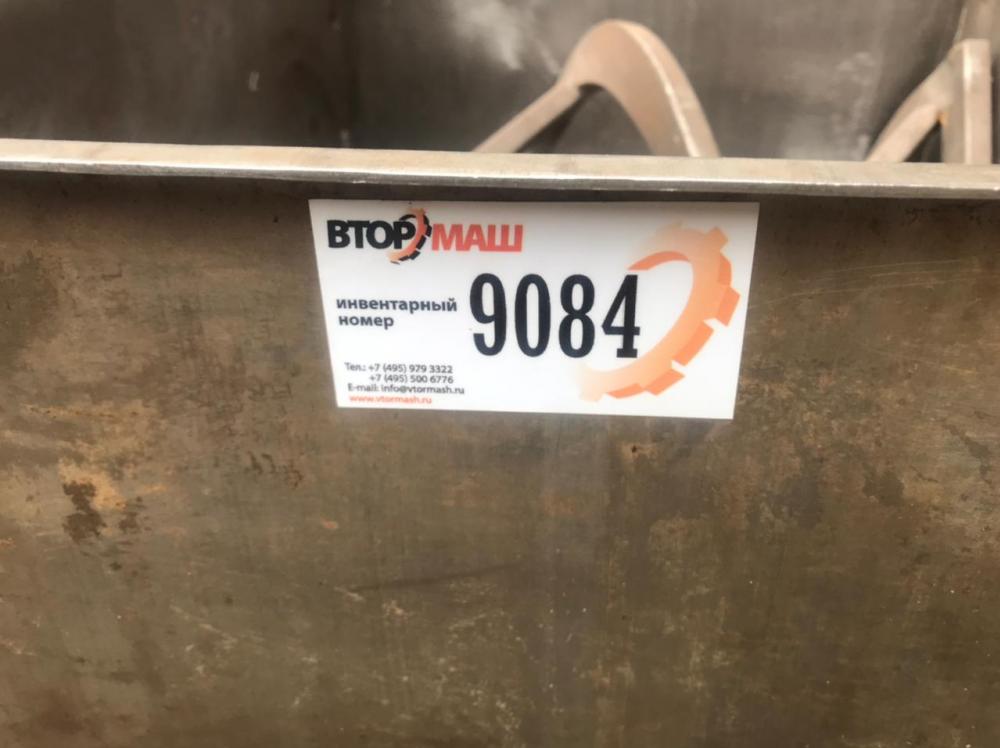 ВТОРМАШ
инвентарный
номер
9084
Тел.: +7 (495) 979 3322
+7 (495) 500 6776
E-mail: info@vtormash.ru
www.vtormash.ru